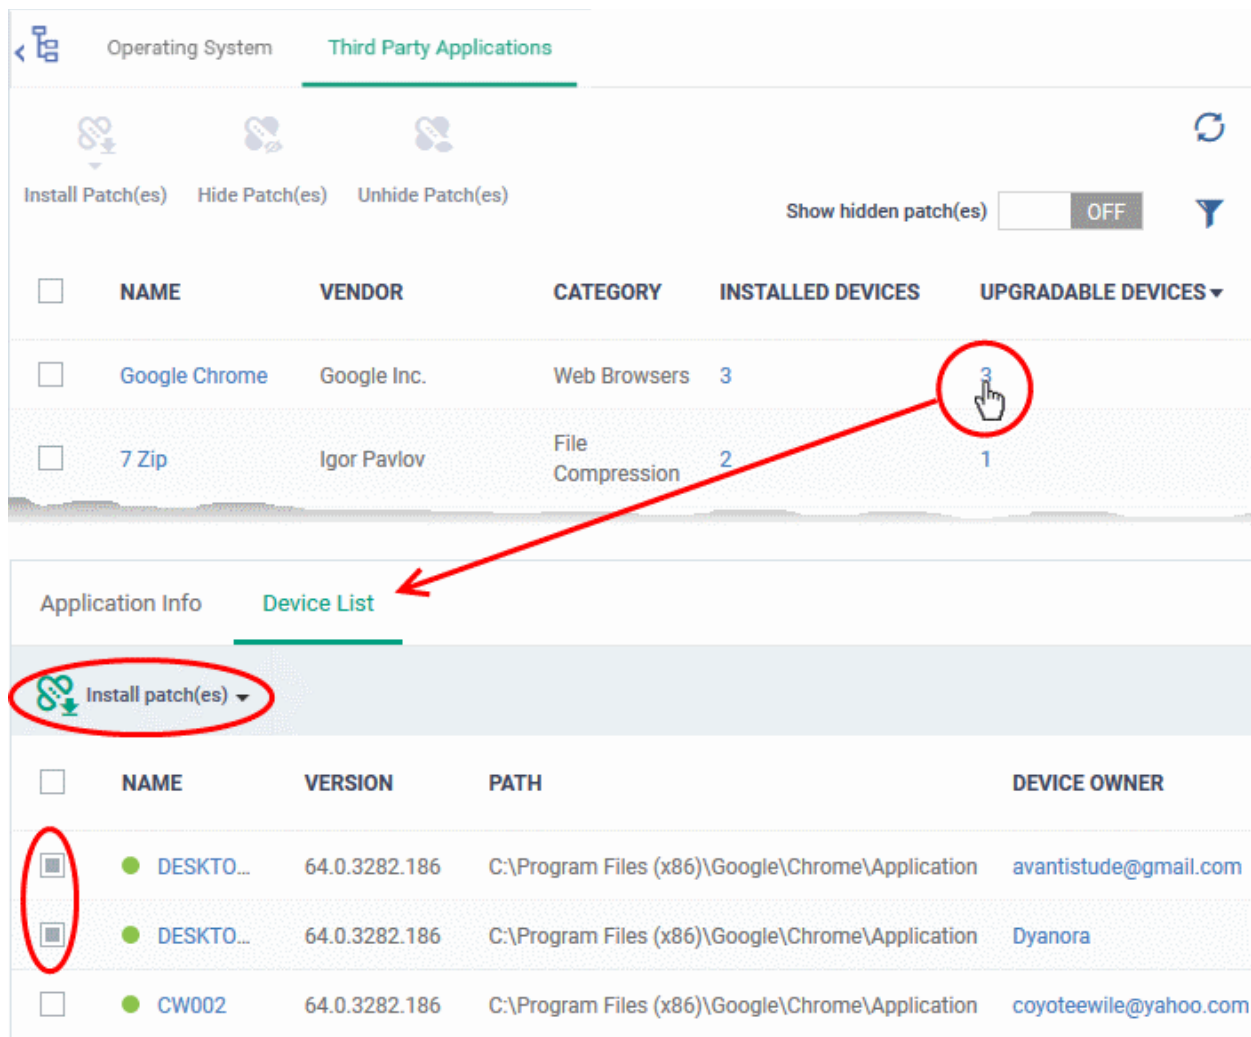 Operating System Third Party Applications
Install Patch(es) Hide Patch(es) Unhide Patch(es)
Show hidden patch(es) OFF
NAME VENDOR CATEGORY INSTALLED DEVICES UPGRADABLE DEVICES
Google Chrome Google Inc. Web Browsers 3 3
7 Zip Igor Pavlov File Compression 2 1
Application Info Device List
Install patch(es)
NAME VERSION PATH DEVICE OWNER
DESKTO... 64.0.3282.186 C:\Program Files (x86)\Google\Chrome\Application avantistude@gmail.com
DESKTO... 64.0.3282.186 C:\Program Files (x86)\Google\Chrome\Application Dyanora
CW002 64.0.3282.186 C:\Program Files (x86)\Google\Chrome\Application coyoteewile@yahoo.com